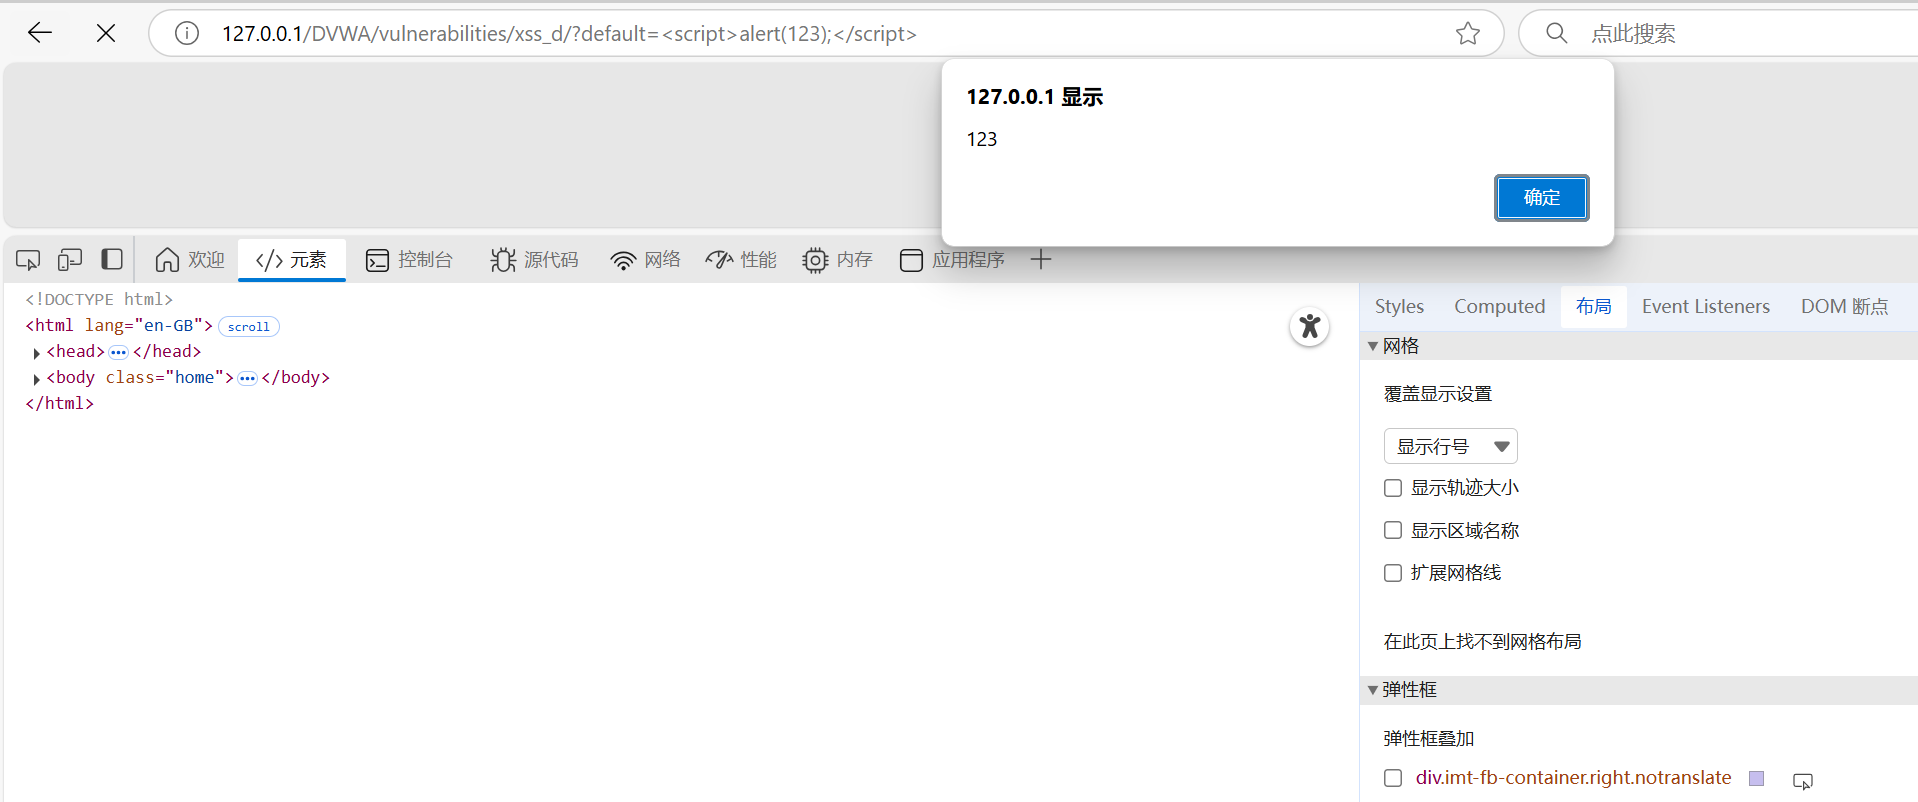 127.0.0.1/DVWA/vulnerabilities/xss_d/?default=<script>alert(123);</script>
点此搜索
127.0.0.1 显示
123
确定
欢迎 </> 元素 控制台 源代码 网络 性能 内存 应用程序
<!DOCTYPE html>
<html lang="en-GB"> scroll
<head>…</head>
<body class="home">…</body>
</html>
Styles Computed 布局 Event Listeners DOM 断点
网格
覆盖显示设置
显示行号
显示轨迹大小
显示区域名称
扩展网格线
在此页上找不到网格布局
弹性框
弹性框叠加
div.imt-fb-container.right.notranslate